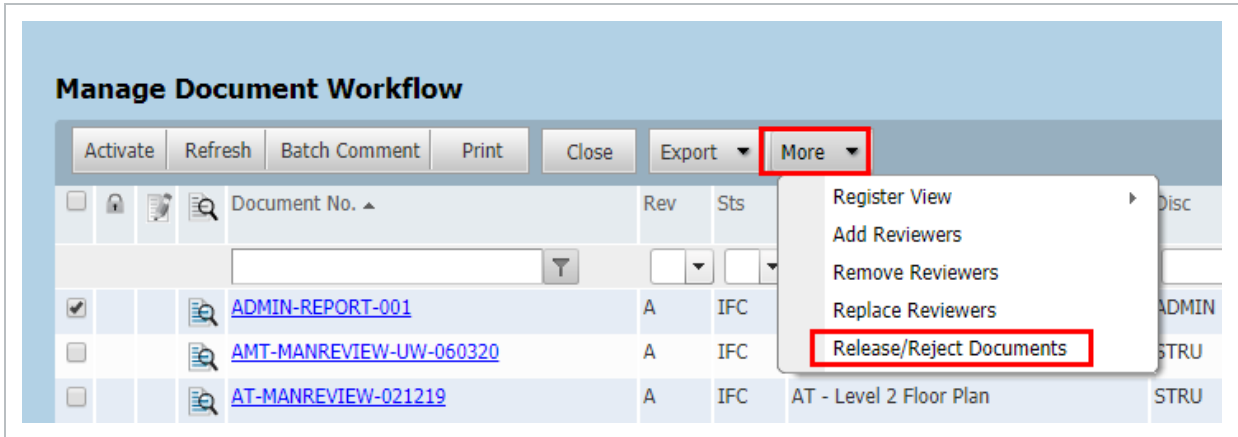 Manage Document Workflow
Activate Refresh Batch Comment Print Close Export More
Document No. Rev Sts Disc
Register View
Add Reviewers
Remove Reviewers
Replace Reviewers
Release/Reject Documents
ADMIN-REPORT-001 A IFC ADMIN
AMT-MANREVIEW-UW-060320 A IFC STRU
AT-MANREVIEW-021219 A IFC AT - Level 2 Floor Plan STRU